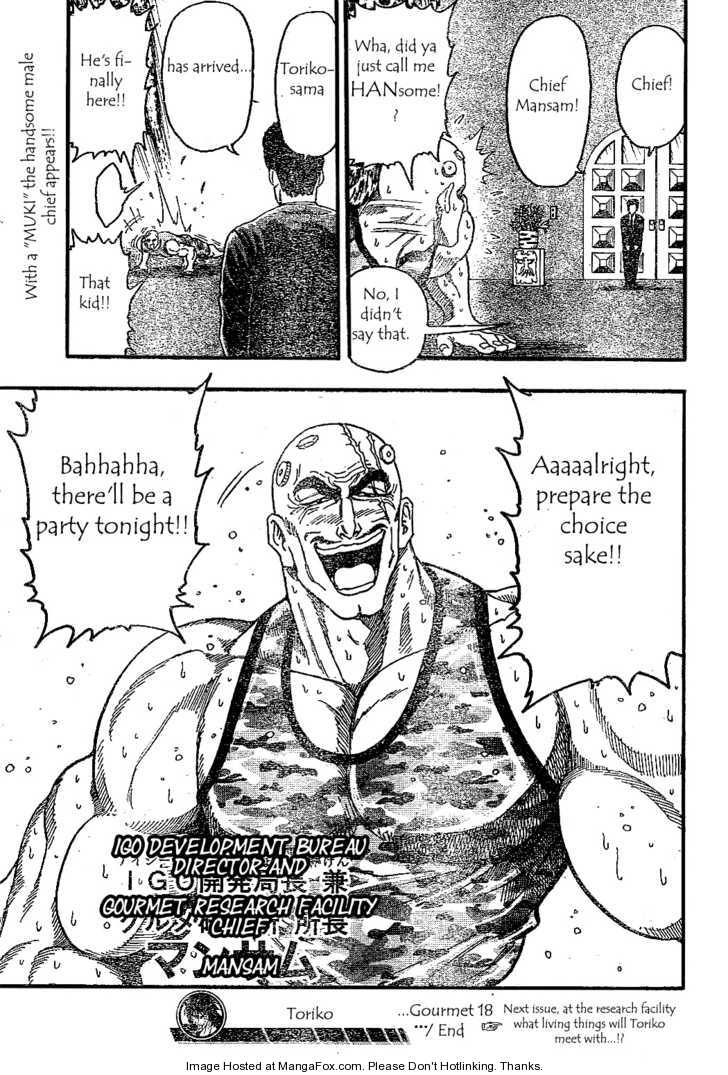 Chief!
Chief
Mansam!
Wha, did ya
just call me
HANsome!
?
No, I
didn't
say that.
Toriko-
sama
has arrived...
He's fi-
nally
here!!
That
kid!!
With a "MUKI" the handsome male
chief appears!!
Aaaaalright,
prepare the
choice
sake!!
Bahhahha,
there'll be a
party tonight!!
IGO DEVELOPMENT BUREAU
DIRECTOR AND
IGO開発局長 兼
GOURMET RESEARCH FACILITY
CHIEF
所長
マンサム
MANSAM
Toriko
...Gourmet 18
.../ End
☞ Next issue, at the research facility
what living things will Toriko
meet with...!?
Image Hosted at MangaFox.com. Please Don't Hotlinking. Thanks.